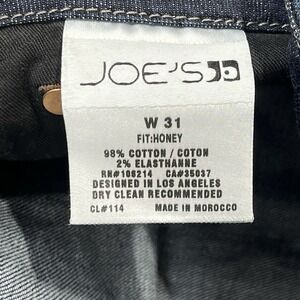 JOE'S
W 31
FIT:HONEY
98% COTTON / COTON
2% ELASTHANNE
RN#106214 CA#35037
DESIGNED IN LOS ANGELES
DRY CLEAN RECOMMENDED
CL#114 MADE IN MOROCCO